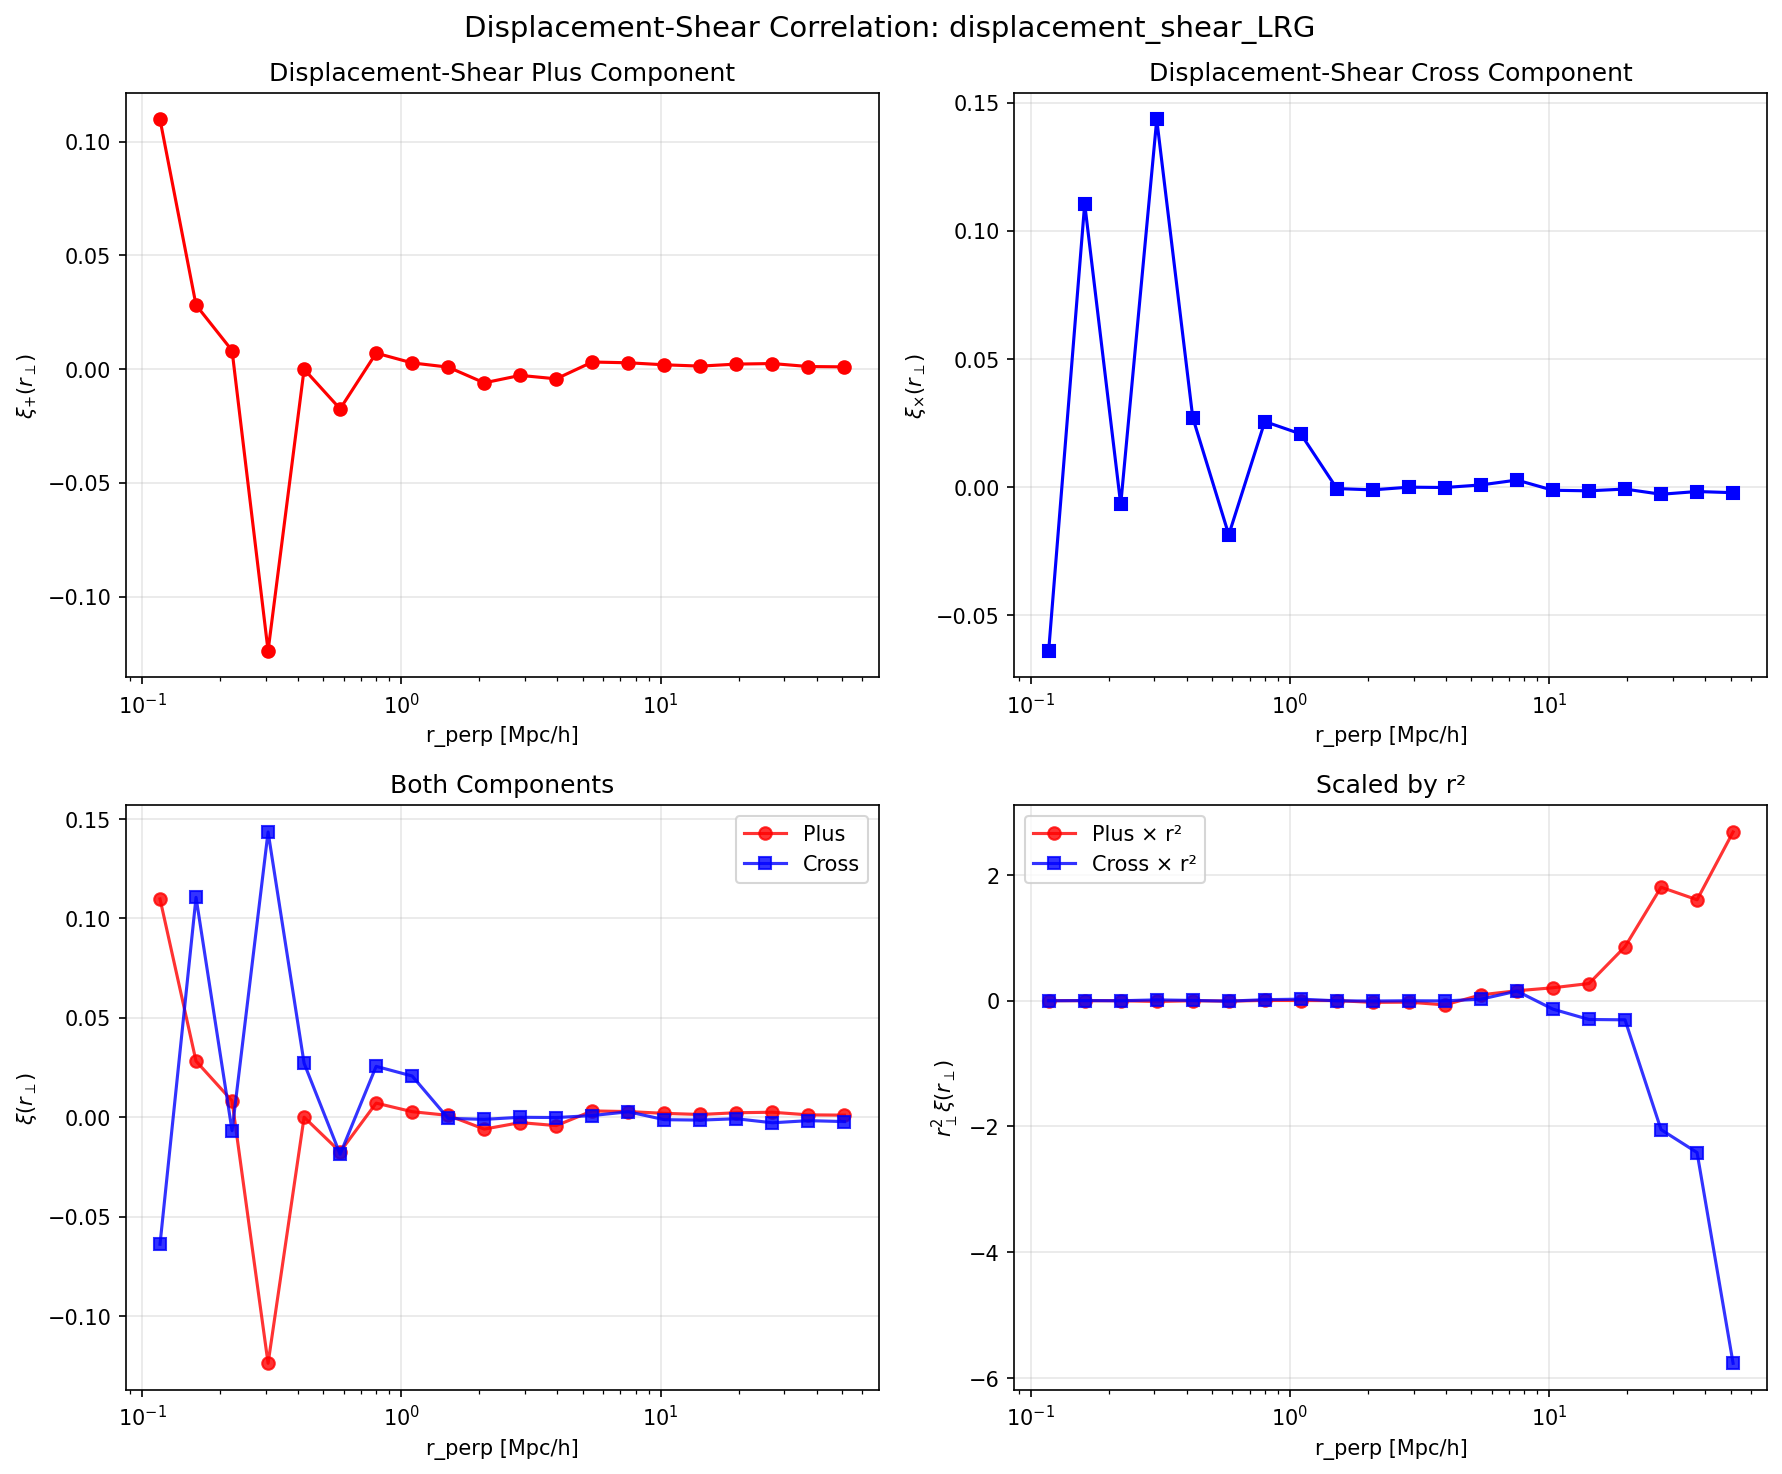 Displacement-Shear Correlation: displacement_shear_LRG
Displacement-Shear Plus Component
0.10
0.05
0.00
−0.05
−0.10
ξ₊(r⊥)
10⁻¹ 10⁰ 10¹
r_perp [Mpc/h]
Displacement-Shear Cross Component
0.15
0.10
0.05
0.00
−0.05
ξ×(r⊥)
10⁻¹ 10⁰ 10¹
r_perp [Mpc/h]
Both Components
Plus
Cross
0.15
0.10
0.05
0.00
−0.05
−0.10
ξ(r⊥)
10⁻¹ 10⁰ 10¹
r_perp [Mpc/h]
Scaled by r²
Plus × r²
Cross × r²
2
0
−2
−4
−6
r⊥²ξ(r⊥)
10⁻¹ 10⁰ 10¹
r_perp [Mpc/h]